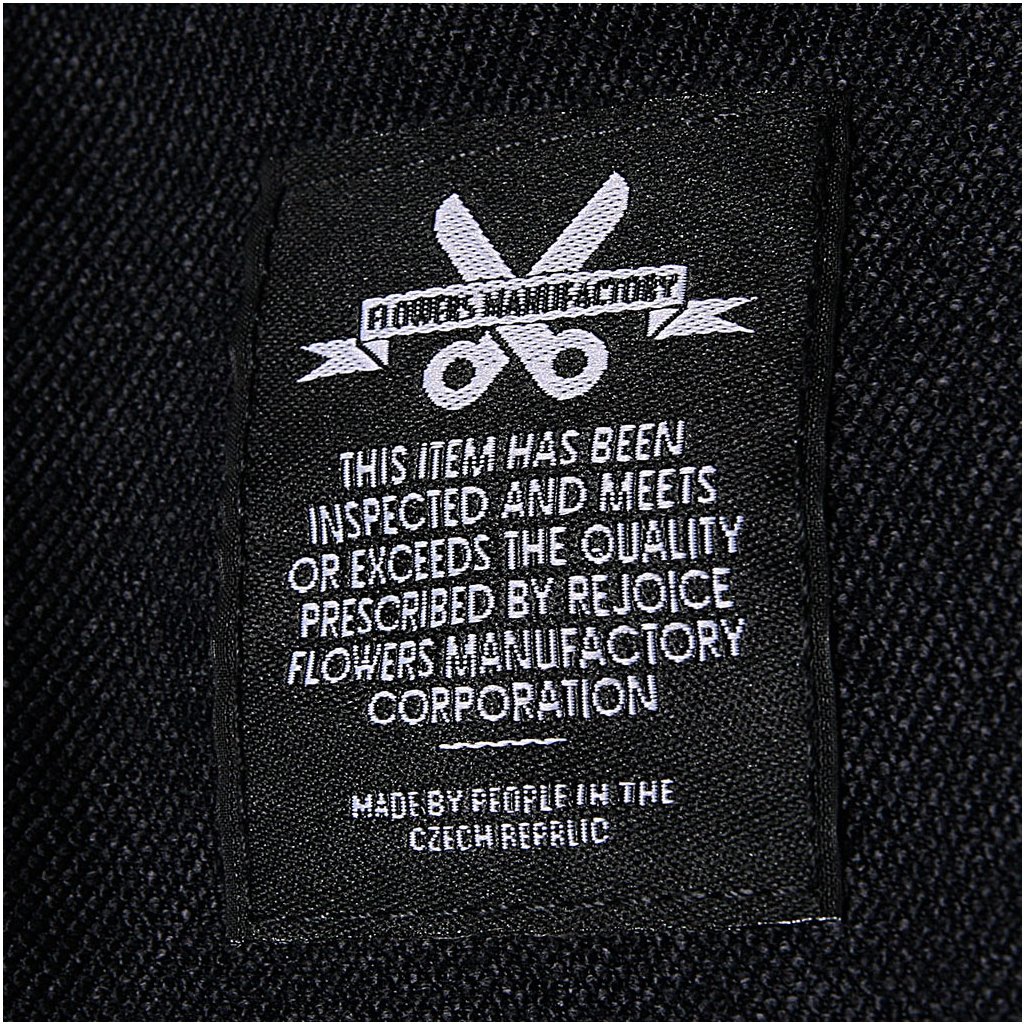 FLOWERS MANUFACTORY
THIS ITEM HAS BEEN
INSPECTED AND MEETS
OR EXCEEDS THE QUALITY
PRESCRIBED BY REJOICE
FLOWERS MANUFACTORY
CORPORATION
MADE BY PEOPLE IN THE
CZECH REPBLIC